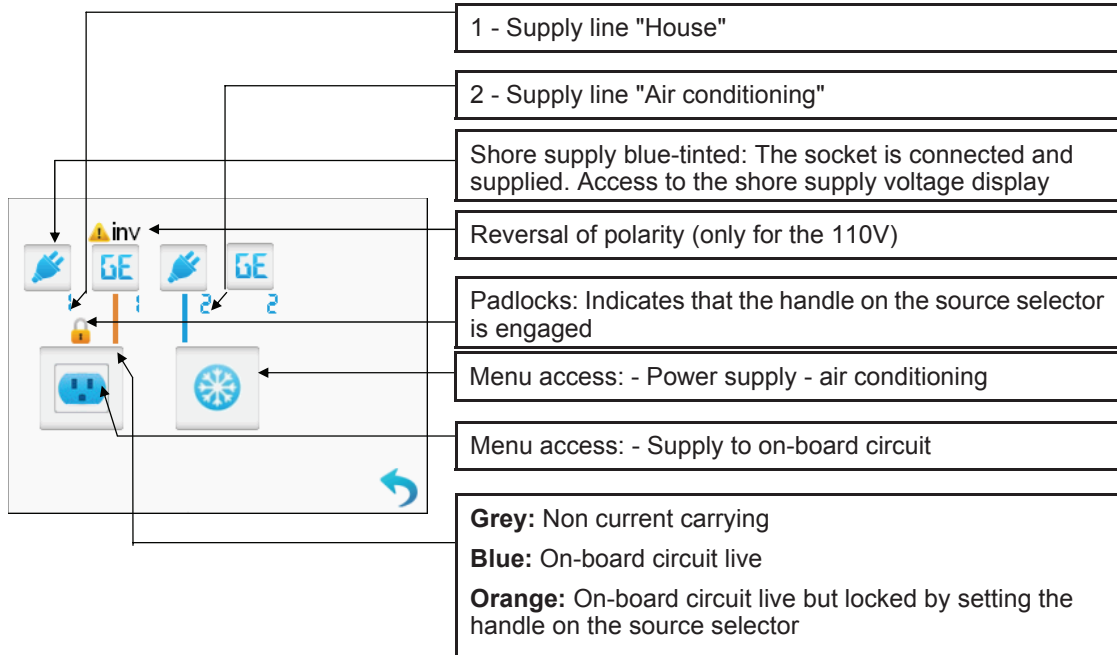 1 - Supply line "House"
2 - Supply line "Air conditioning"
Shore supply blue-tinted: The socket is connected and
supplied. Access to the shore supply voltage display
inv
Reversal of polarity (only for the 110V)
GE
GE
1
1
2
2
Padlocks: Indicates that the handle on the source selector
is engaged
Menu access: - Power supply - air conditioning
Menu access: - Supply to on-board circuit
Grey: Non current carrying
Blue: On-board circuit live
Orange: On-board circuit live but locked by setting the
handle on the source selector